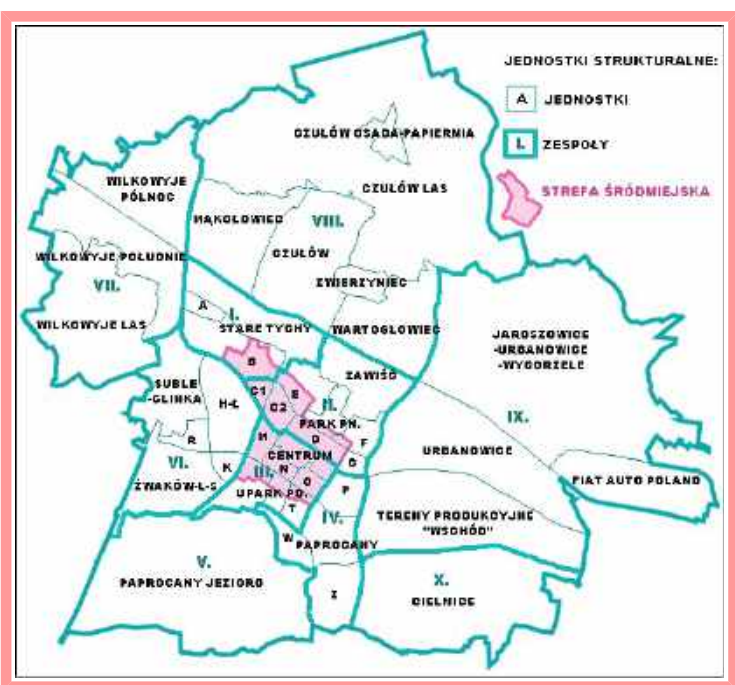 JEDNOSTKI STRUKTURALNE:
A JEDNOSTKI
I. ZESPOŁY
STREFA ŚRÓDMIEJSKA
CZUŁÓW OSADA-PAPIERNIA
CZUŁÓW LAS
WILKOWYJE
PÓŁNOC
MĄKOŁOWIEC
VIII.
CZUŁÓW
WILKOWYJE POŁUDNIE
VII.
ZWIERZYNIEC
WILKOWYJE LAS
A
I.
STARE TYCHY
WARTOGŁOWIEC
JAROSZOWICE
-URBANOWICE
-WYGORZELE
B
ZAWIŚĆ
SUBLE
-GLINKA
H-Ł
C1
C2
E
II.
PARK PN.
IX.
R
M
D
F
URBANOWICE
CENTRUM
G
VI.
K
III.
N
O
P
FIAT AUTO POLAND
ŻWAKÓW-Ł-S
U
PARK PD.
T
IV.
TERENY PRODUKCYJNE
"WSCHÓD"
W
PAPROCANY
V.
PAPROCANY JEZIORO
Z
X.
CIELMICE